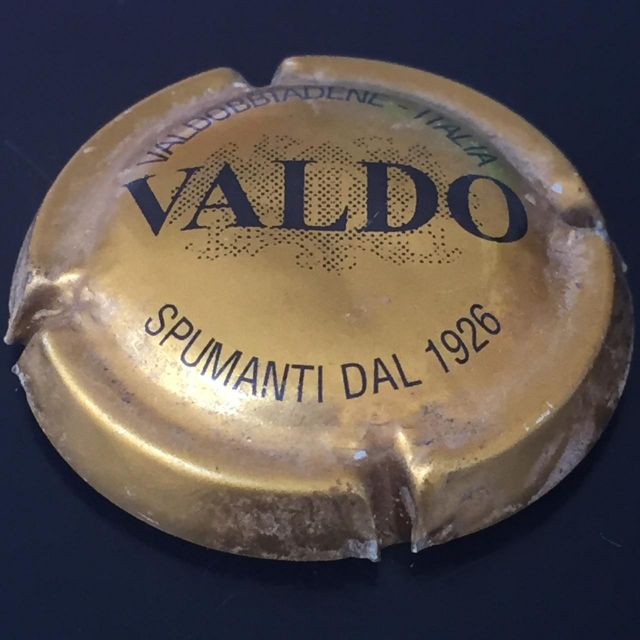 VALDOBBIADENE - ITALIA
VALDO
SPUMANTI DAL 1926